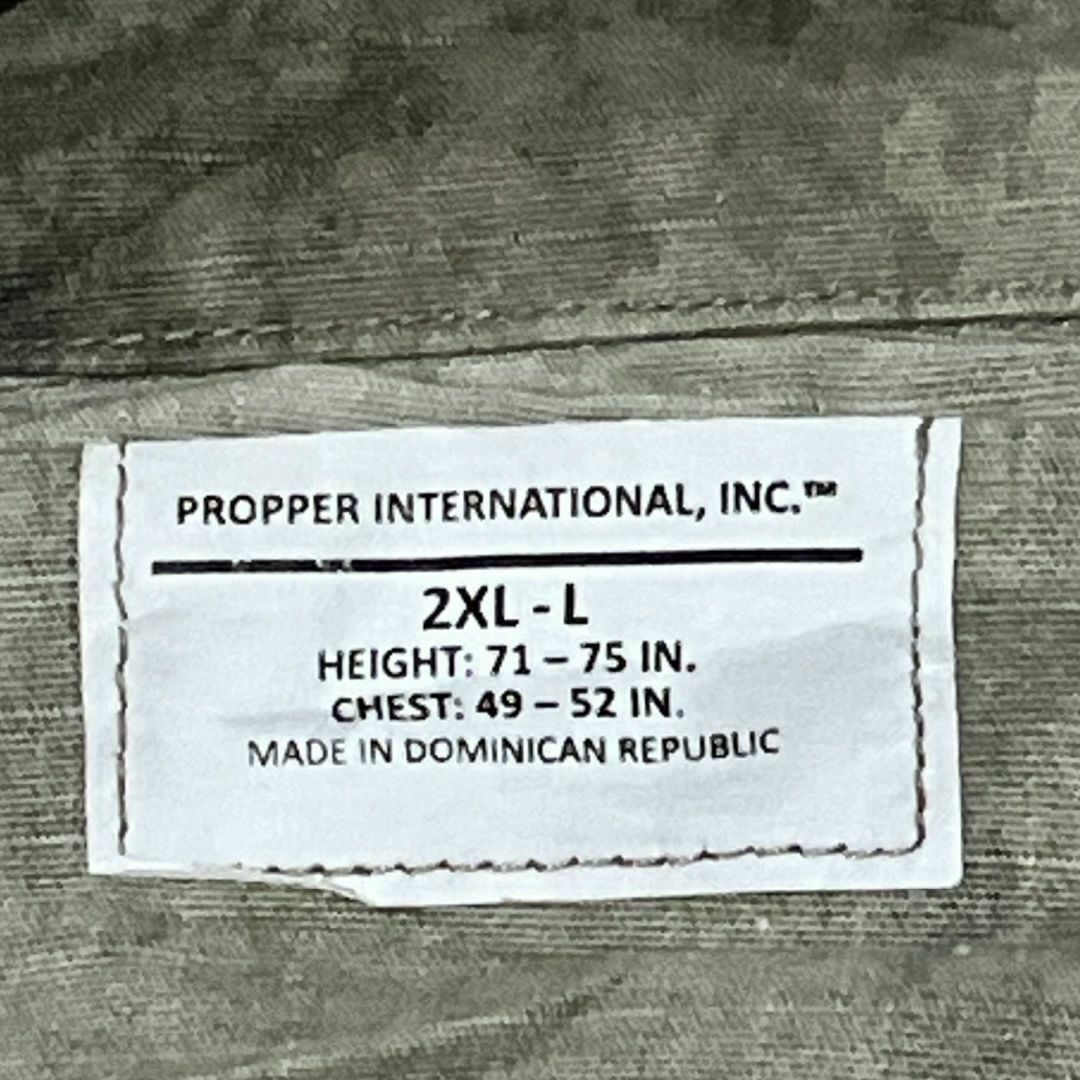 PROPPER INTERNATIONAL, INC.™
2XL - L
HEIGHT: 71 – 75 IN.
CHEST: 49 – 52 IN.
MADE IN DOMINICAN REPUBLIC